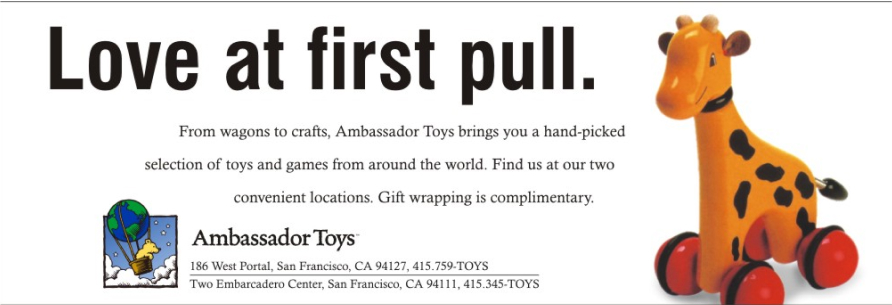 Love at first pull.
From wagons to crafts, Ambassador Toys brings you a hand-picked
selection of toys and games from around the world. Find us at our two
convenient locations. Gift wrapping is complimentary.
Ambassador Toys™
186 West Portal, San Francisco, CA 94127, 415.759-TOYS
Two Embarcadero Center, San Francisco, CA 94111, 415.345-TOYS